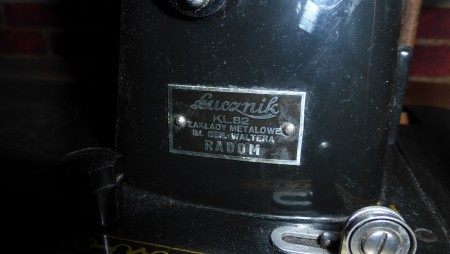 Łucznik
KL.82
ZAKŁADY METALOWE
IM. GEN. WALTERA
RADOM